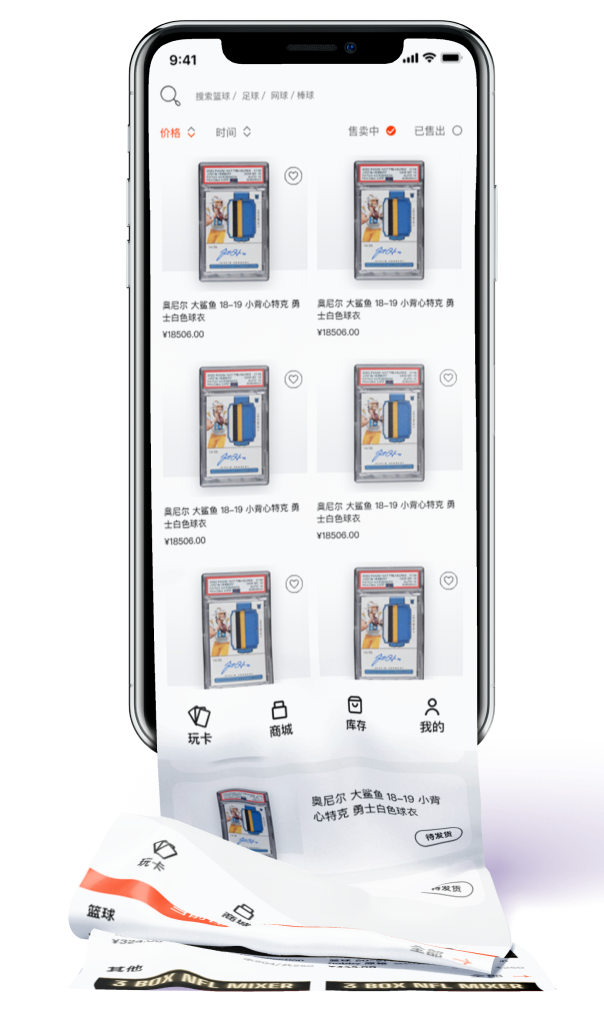 9:41
搜索篮球 / 足球 / 网球 / 棒球
价格 时间 售卖中 已售出
奥尼尔 大鲨鱼 18-19 小背心特克 勇
士白色球衣
¥18506.00
奥尼尔 大鲨鱼 18-19 小背心特克 勇
士白色球衣
¥18506.00
奥尼尔 大鲨鱼 18-19 小背心特克 勇
士白色球衣
¥18506.00
奥尼尔 大鲨鱼 18-19 小背心特克 勇
士白色球衣
¥18506.00
玩卡 商城 库存 我的
奥尼尔 大鲨鱼 18-19 小背
心特克 勇士白色球衣
待发货
玩卡
待发货
篮球
商城
全部
其他
3 BOX NFL MIXER
BOX NFL MIXER